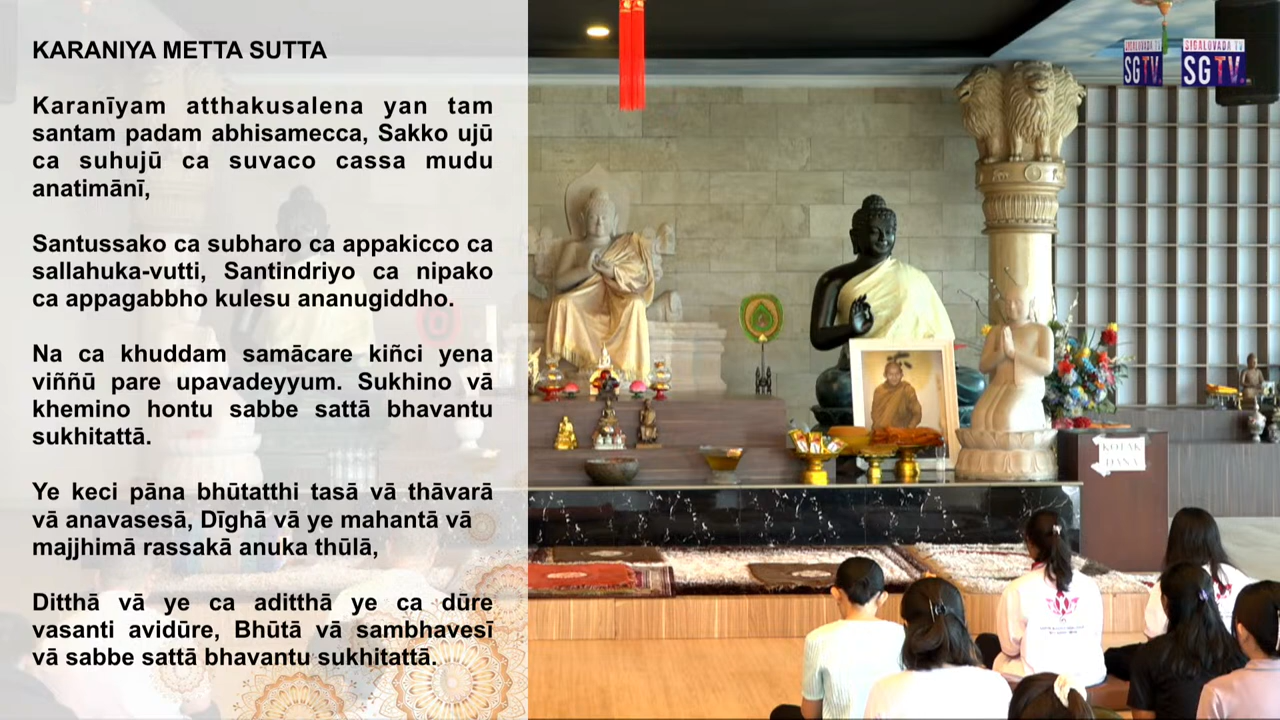 KARANIYA METTA SUTTA
Karanīyam atthakusalena yan tam
santam padam abhisamecca, Sakko ujū
ca suhujū ca suvaco cassa mudu
anatimānī,
Santussako ca subharo ca appakicco ca
sallahuka-vutti, Santindriyo ca nipako
ca appagabbho kulesu ananugiddho.
Na ca khuddam samācare kiñci yena
viññū pare upavadeyyum. Sukhino vā
khemino hontu sabbe sattā bhavantu
sukhitattā.
Ye keci pāna bhūtatthi tasā vā thāvarā
vā anavasesā, Dīghā vā ye mahantā vā
majjhimā rassakā anuka thūlā,
Ditthā vā ye ca aditthā ye ca dūre
vasanti avidūre, Bhūtā vā sambhavesī
vā sabbe sattā bhavantu sukhitattā.
SIGALOVADA TV
SGTV.
SIGALOVADA TV
SGTV.
KOTAK
DANA